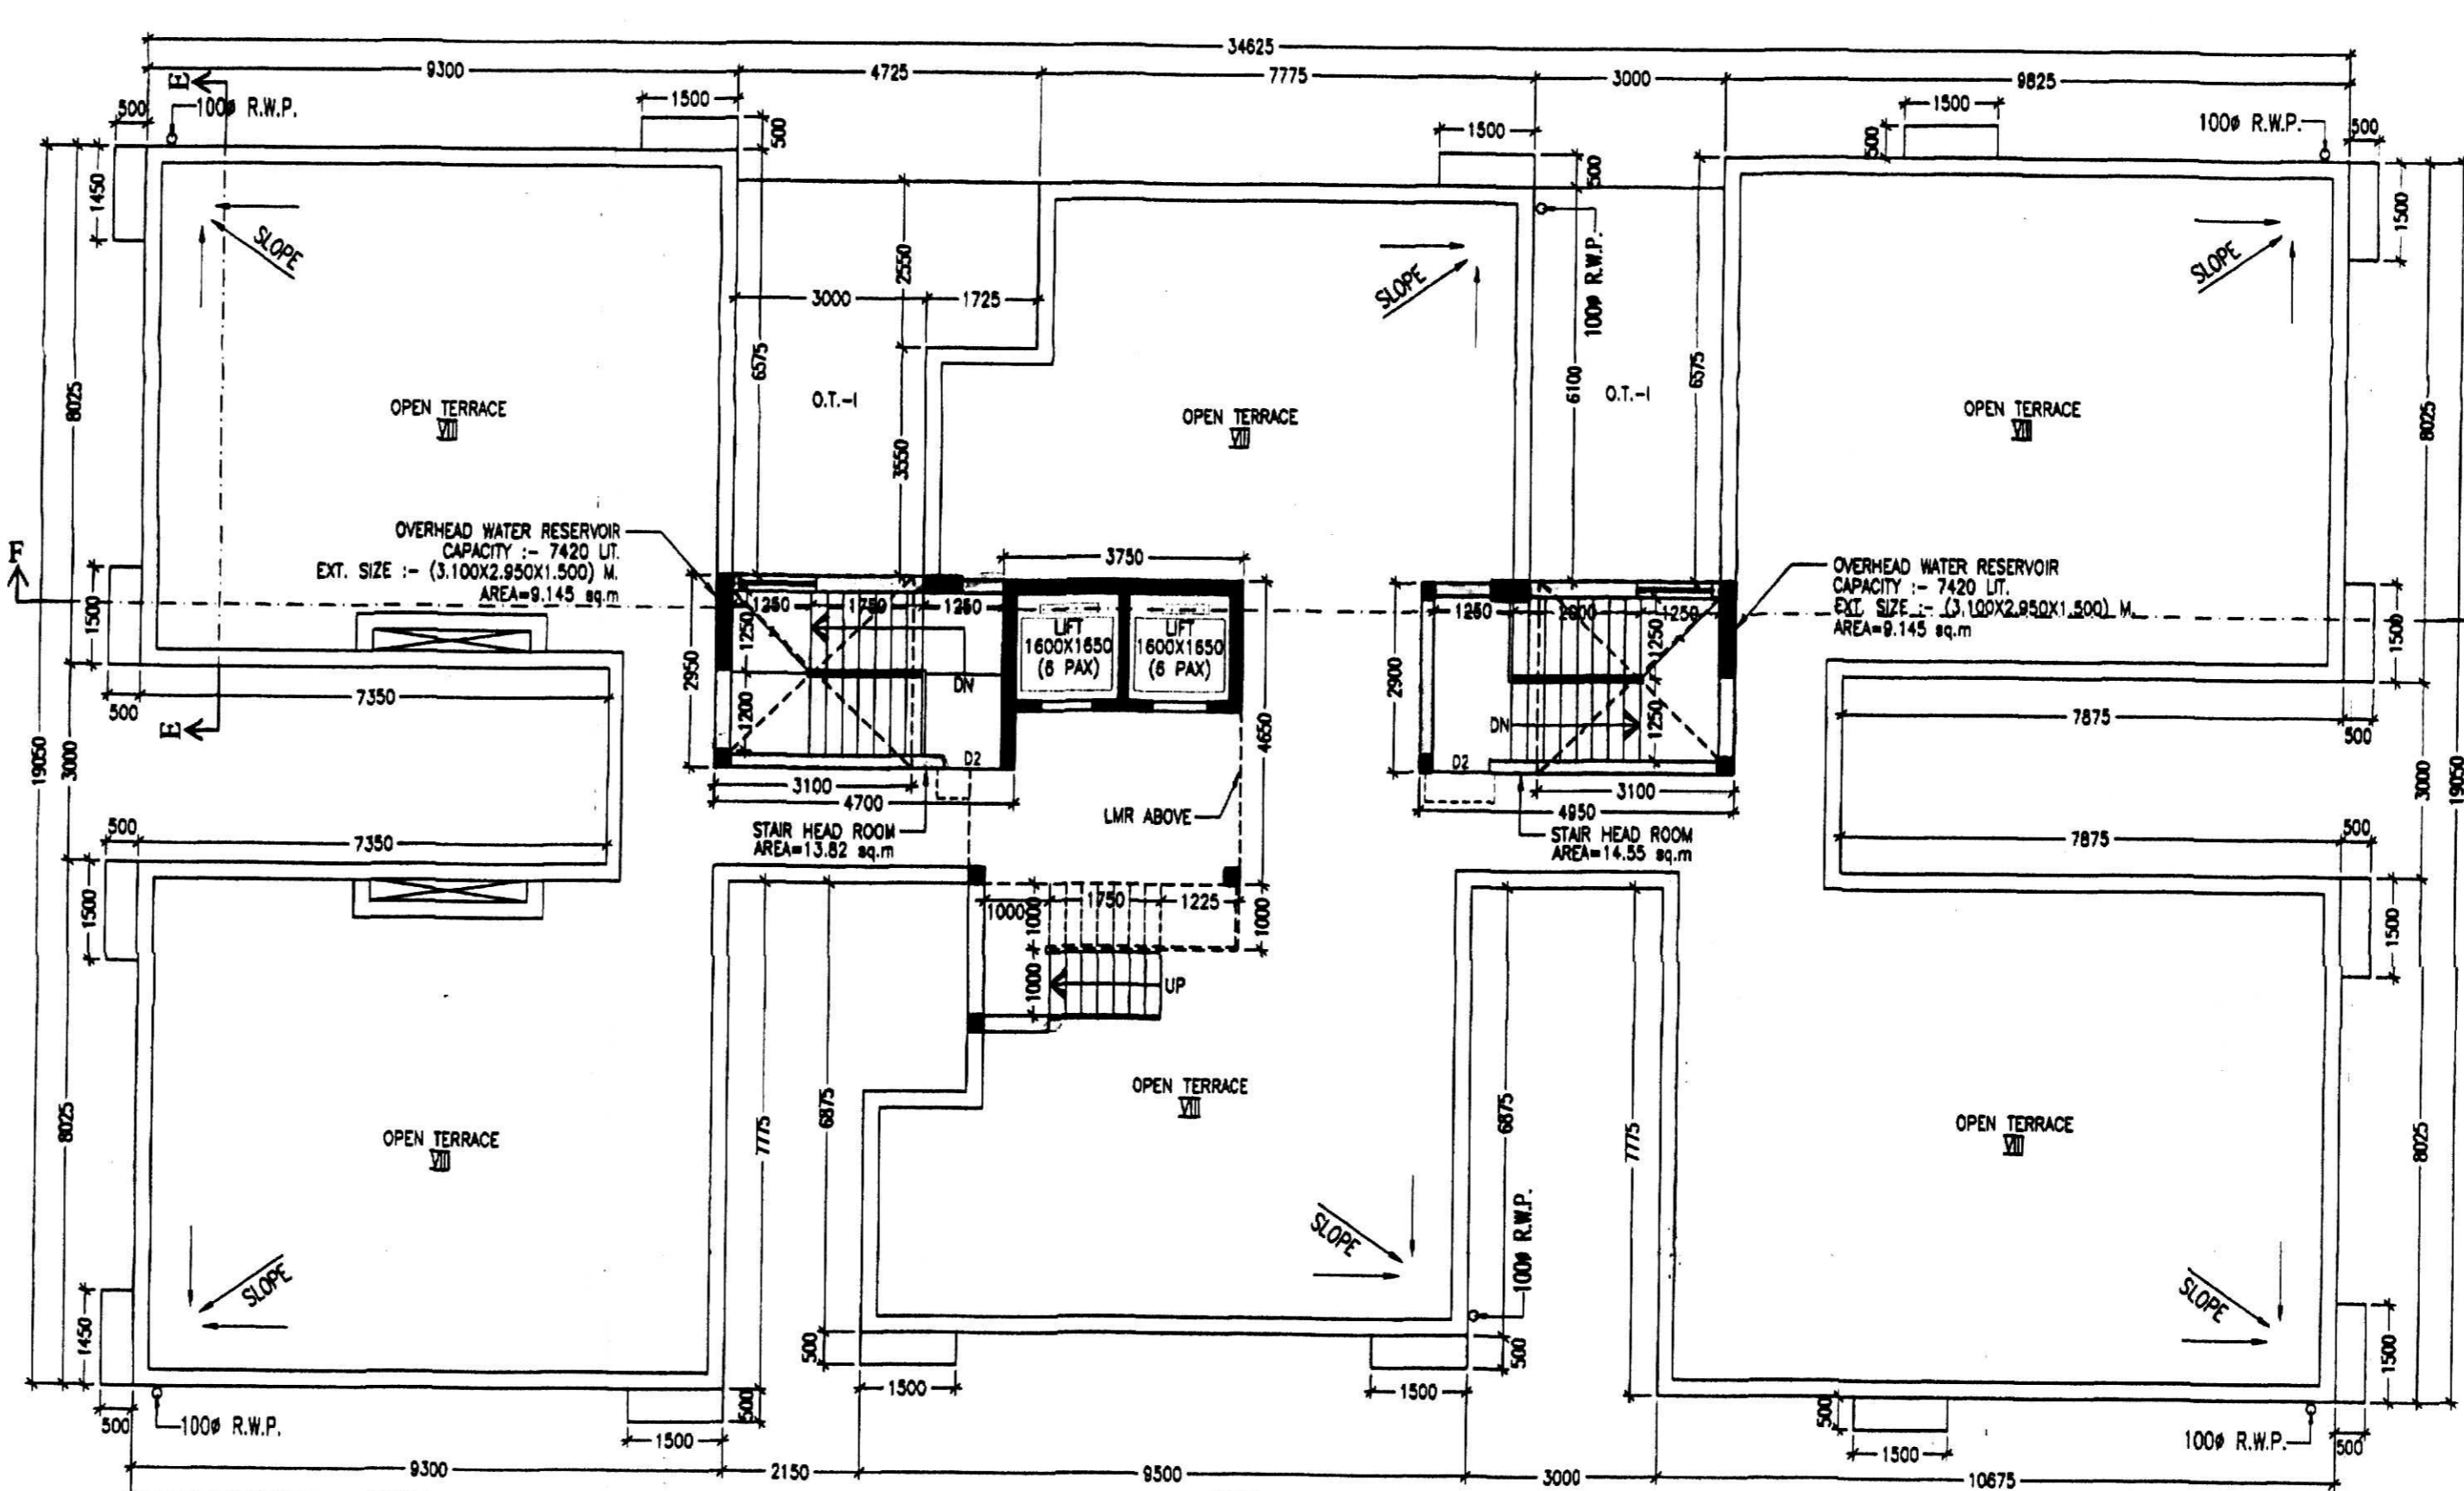 34625
9300 4725 7775 3000 9825
E
500 100ø R.W.P. 1500 500 1500 500 500 1500 100ø R.W.P. 500
1450 SLOPE
2550
3000 1725
SLOPE
100ø R.W.P.
SLOPE
1500
8025
6575
3550
6100
6575
8025
OPEN TERRACE
VIII
O.T.-I
OPEN TERRACE
VIII
O.T.-I
OPEN TERRACE
VIII
F
OVERHEAD WATER RESERVOIR
CAPACITY :- 7420 LIT.
EXT. SIZE :- (3.100X2.950X1.500) M.
AREA=9.145 sq.m
3750
OVERHEAD WATER RESERVOIR
CAPACITY :- 7420 LIT.
EXT. SIZE :- (3.100X2.950X1.500) M.
AREA=9.145 sq.m
1250 1750 1250
1250 2000 1250
1500
2950
1250
1200
LIFT
1600X1650
(6 PAX)
LIFT
1600X1650
(6 PAX)
DN
D2
2900
1250
1250
DN
D2
1500
500 7350
E
7875 500
4650
19050
3000
3000
19050
3100
4700
LMR ABOVE
3100
4950
STAIR HEAD ROOM
AREA=13.82 sq.m
STAIR HEAD ROOM
AREA=14.55 sq.m
500 7350
7875 500
1500
1000 1750 1225
1000
1000
1000
UP
1500
8025
7775
6875
6875
7775
8025
OPEN TERRACE
VIII
OPEN TERRACE
VIII
OPEN TERRACE
VIII
SLOPE
SLOPE
100ø R.W.P.
SLOPE
1450
500
500
1500
500 100ø R.W.P. 1500 500 1500 1500 500 1500 100ø R.W.P. 500
9300 2150 9500 3000 10675